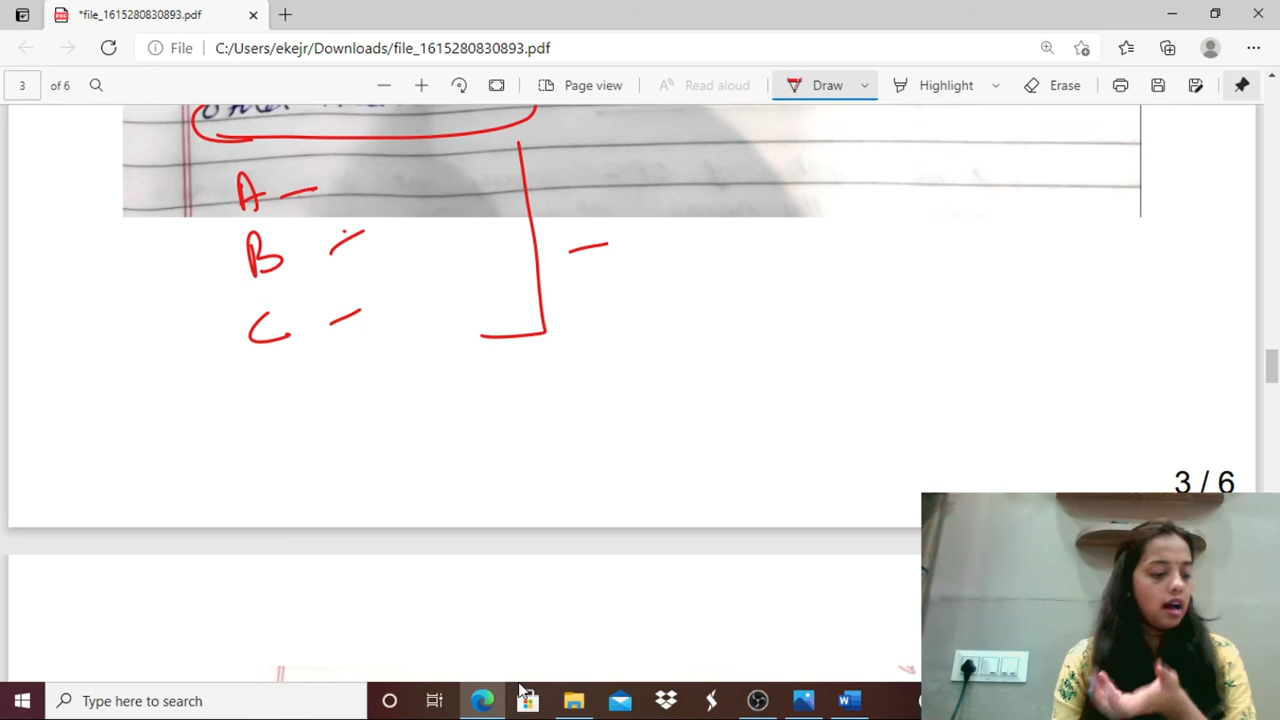 *file_1615280830893.pdf
File C:/Users/ekejr/Downloads/file_1615280830893.pdf
3 of 6 Page view Read aloud Draw Highlight Erase
A –
B –
C –
3 / 6
Type here to search